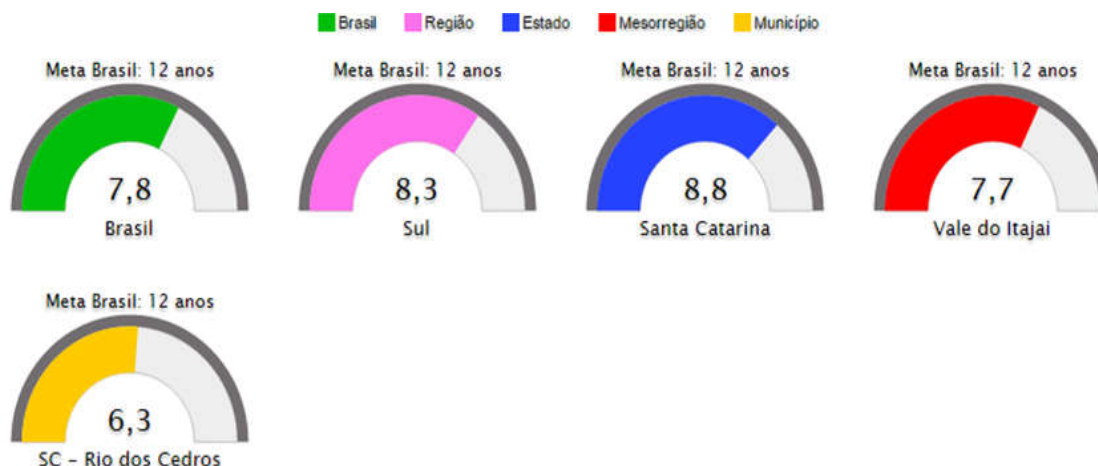 Brasil Região Estado Mesorregião Município
Meta Brasil: 12 anos
7,8
Brasil
Meta Brasil: 12 anos
8,3
Sul
Meta Brasil: 12 anos
8,8
Santa Catarina
Meta Brasil: 12 anos
7,7
Vale do Itajai
Meta Brasil: 12 anos
6,3
SC - Rio dos Cedros